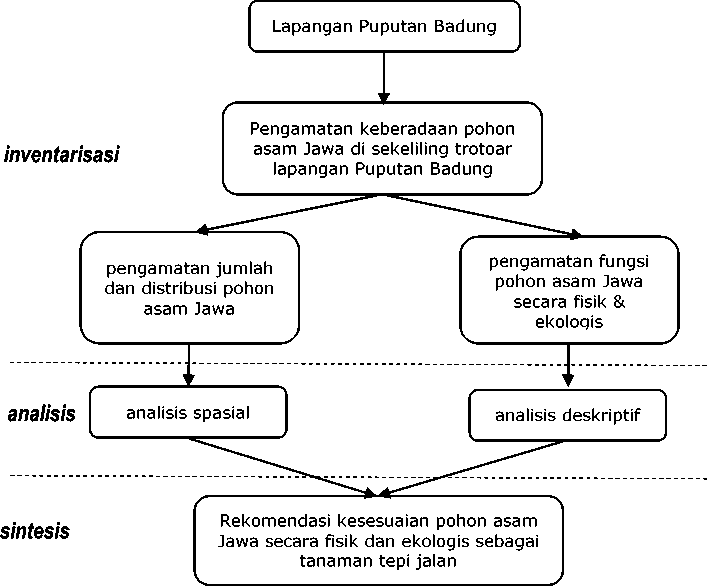 Lapangan Puputan Badung
inventarisasi
Pengamatan keberadaan pohon
asam Jawa di sekeliling trotoar
lapangan Puputan Badung
pengamatan jumlah
dan distribusi pohon
asam Jawa
pengamatan fungsi
pohon asam Jawa
secara fisik &
ekologis
analisis
analisis spasial
analisis deskriptif
sintesis
Rekomendasi kesesuaian pohon asam
Jawa secara fisik dan ekologis sebagai
tanaman tepi jalan